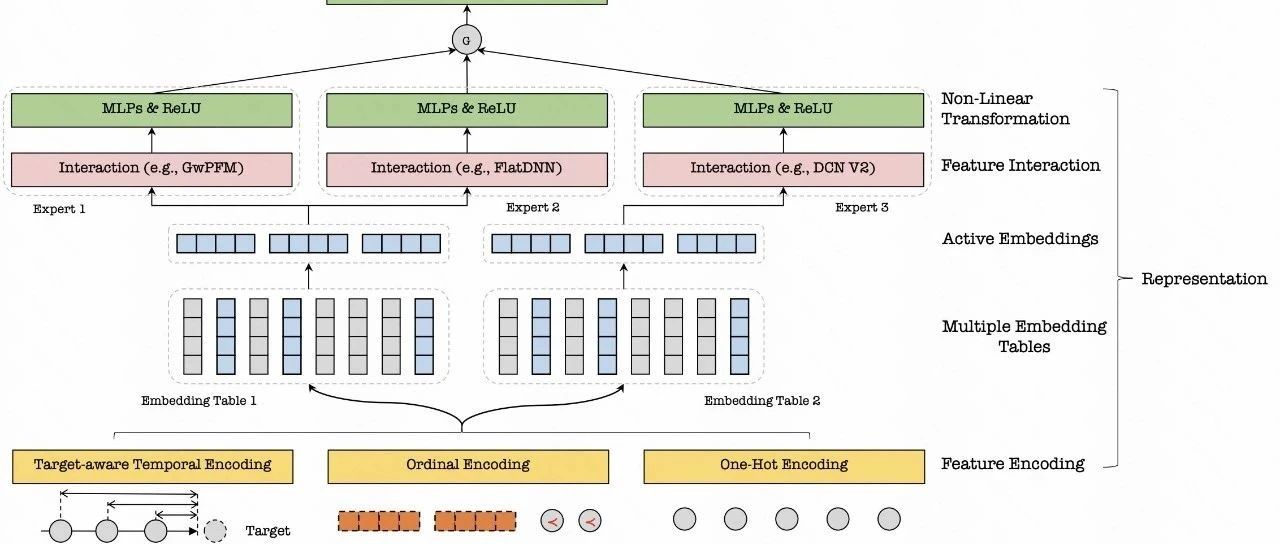 G
MLPs & ReLU
MLPs & ReLU
MLPs & ReLU
Non-Linear
Transformation
Interaction (e.g., GwPFM)
Interaction (e.g., FlatDNN)
Interaction (e.g., DCN V2)
Feature Interaction
Expert 1
Expert 2
Expert 3
Active Embeddings
Representation
Multiple Embedding
Tables
Embedding Table 1
Embedding Table 2
Target-aware Temporal Encoding
Ordinal Encoding
One-Hot Encoding
Feature Encoding
Target